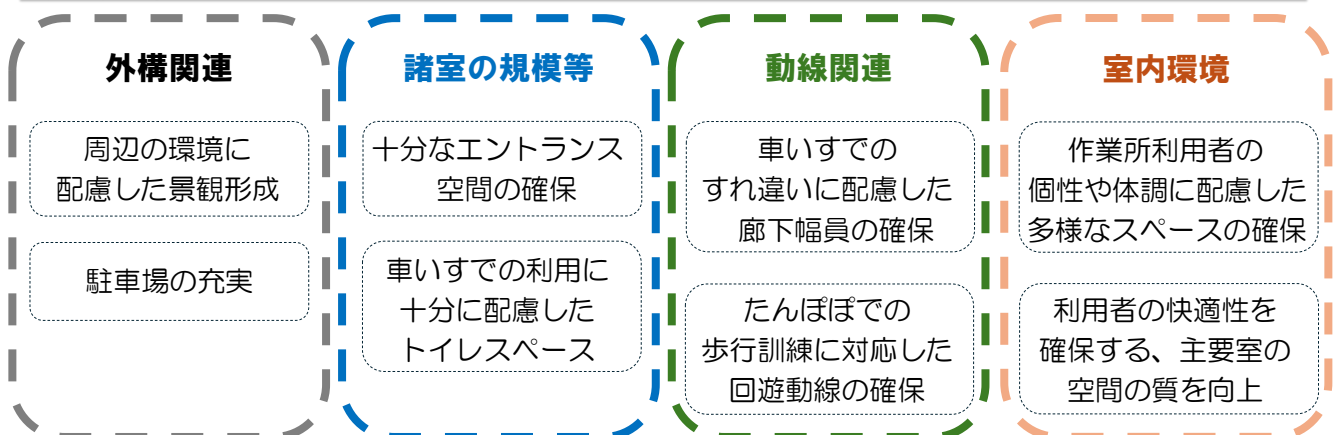 外構関連
周辺の環境に
配慮した景観形成
駐車場の充実
諸室の規模等
十分なエントランス
空間の確保
車いすでの利用に
十分に配慮した
トイレスペース
動線関連
車いすでの
すれ違いに配慮した
廊下幅員の確保
たんぽぽでの
歩行訓練に対応した
回遊動線の確保
室内環境
作業所利用者の
個性や体調に配慮した
多様なスペースの確保
利用者の快適性を
確保する、主要室の
空間の質を向上